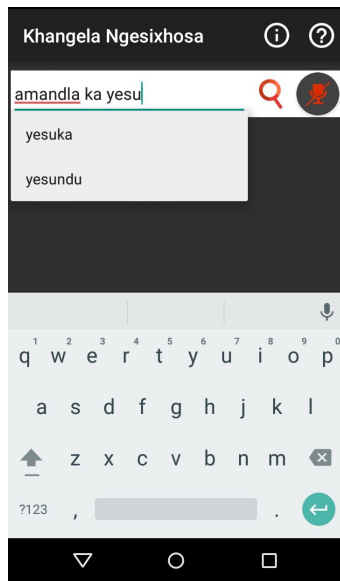 Khangela Ngesixhosa
amandla ka yesu
yesuka
yesundu
1 2 3 4 5 6 7 8 9 0
q w e r t y u i o p
a s d f g h j k l
z x c v b n m
?123 , .